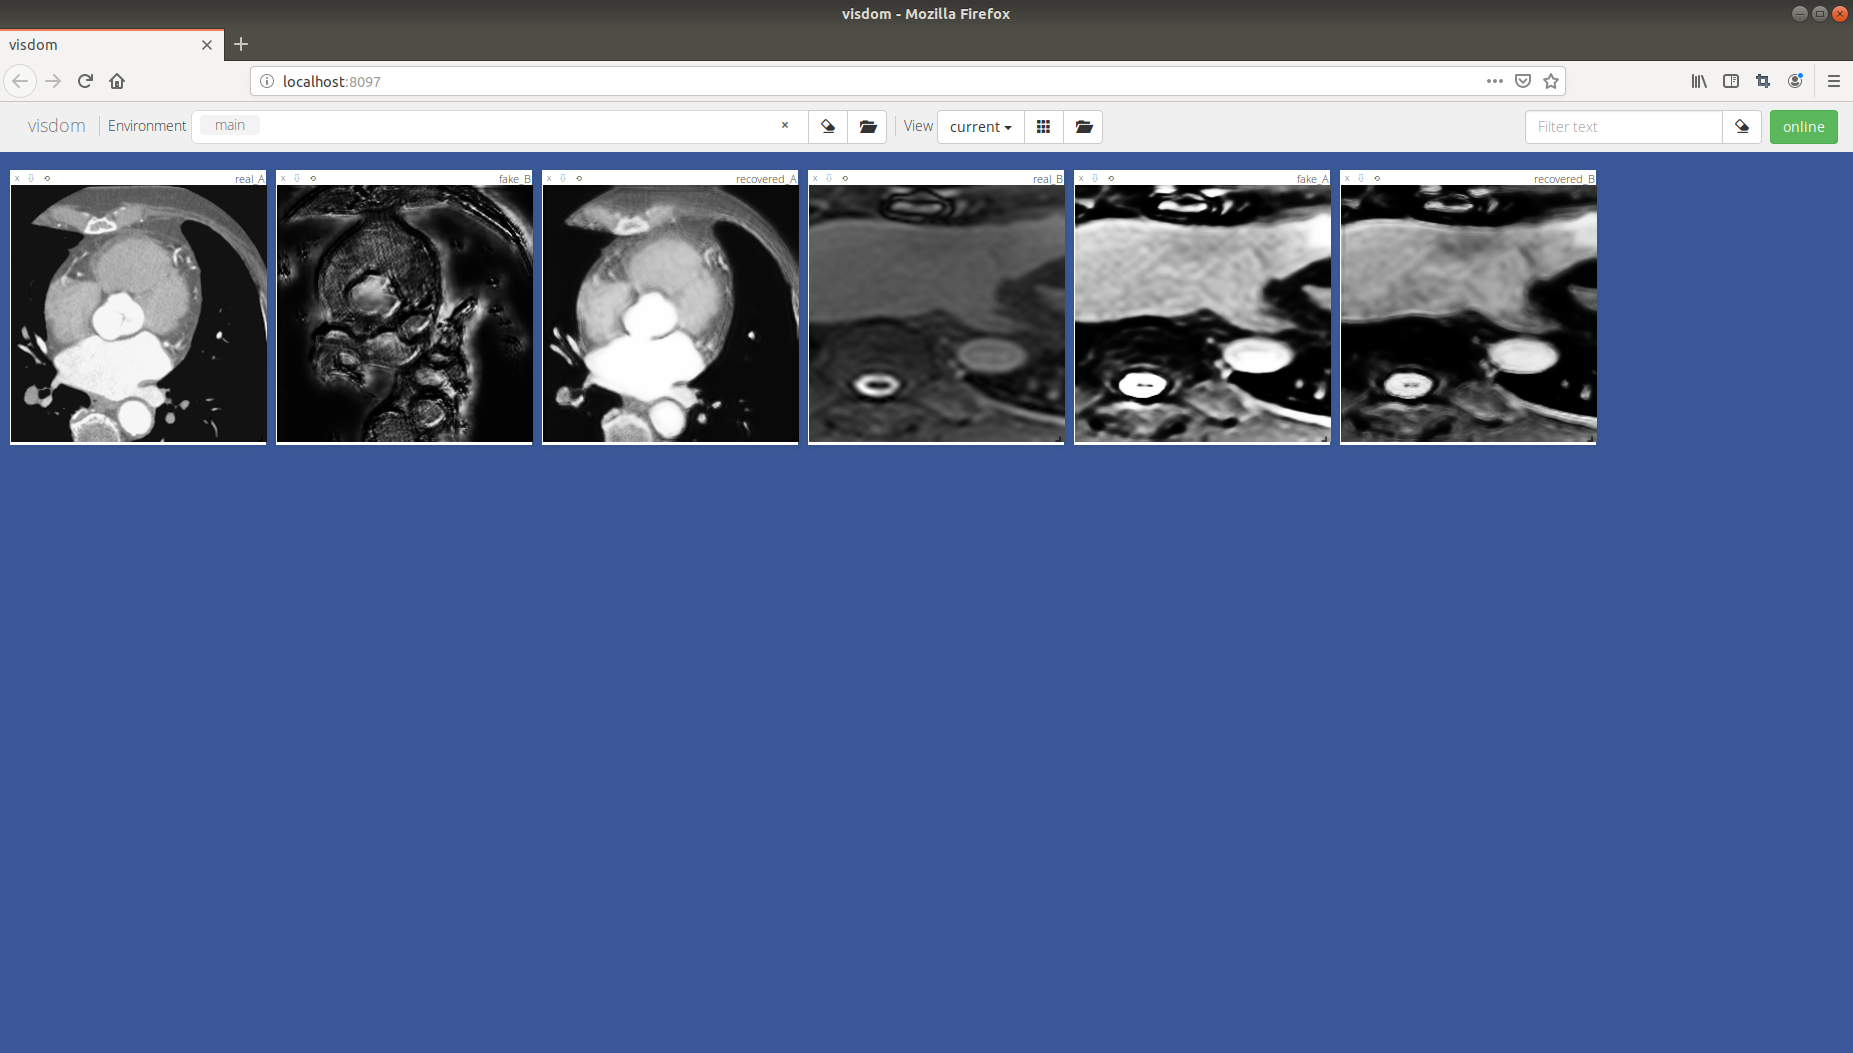 visdom - Mozilla Firefox
visdom
localhost:8097
visdom Environment main × View current Filter text online
x real_A x fake_B x recovered_A x real_B x fake_A x recovered_B